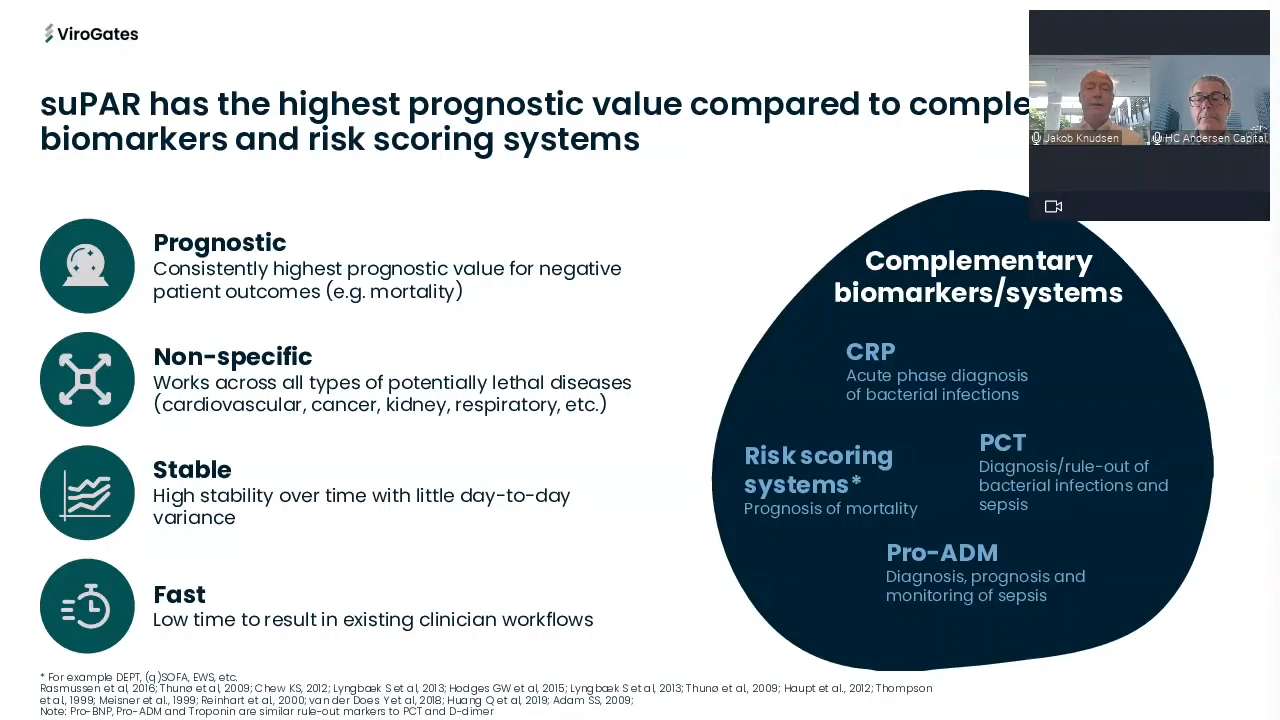 ViroGates
suPAR has the highest prognostic value compared to comple
biomarkers and risk scoring systems
Jakob Knudsen
HC Andersen Capital
Prognostic
Consistently highest prognostic value for negative
patient outcomes (e.g. mortality)
Non-specific
Works across all types of potentially lethal diseases
(cardiovascular, cancer, kidney, respiratory, etc.)
Stable
High stability over time with little day-to-day
variance
Fast
Low time to result in existing clinician workflows
Complementary
biomarkers/systems
CRP
Acute phase diagnosis
of bacterial infections
Risk scoring
systems*
Prognosis of mortality
PCT
Diagnosis/rule-out of
bacterial infections and
sepsis
Pro-ADM
Diagnosis, prognosis and
monitoring of sepsis
* For example DEPT, (q)SOFA, EWS, etc.
Rasmussen et al, 2016; Thunø et al, 2009; Chew KS, 2012; Lyngbæk S et al, 2013; Hodges GW et al, 2015; Lyngbæk S et al, 2013; Thunø et al, 2009; Haupt et al., 2012; Thompson
et al, 1999; Meisner et al., 1999; Reinhart et al, 2000; van der Does Y et al, 2018; Huang Q et al, 2019; Adam SS, 2009;
Note: Pro-BNP, Pro-ADM and Troponin are similar rule-out markers to PCT and D-dimer